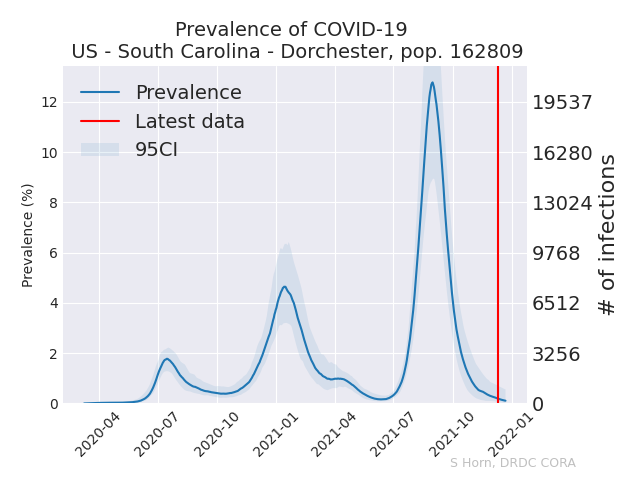 Prevalence of COVID-19
US - South Carolina - Dorchester, pop. 162809
Prevalence
Latest data
95CI
Prevalence (%)
12
10
8
6
4
2
0
19537
16280
13024
9768
6512
3256
0
# of infections
2020-04
2020-07
2020-10
2021-01
2021-04
2021-07
2021-10
2022-01
S Horn, DRDC CORA